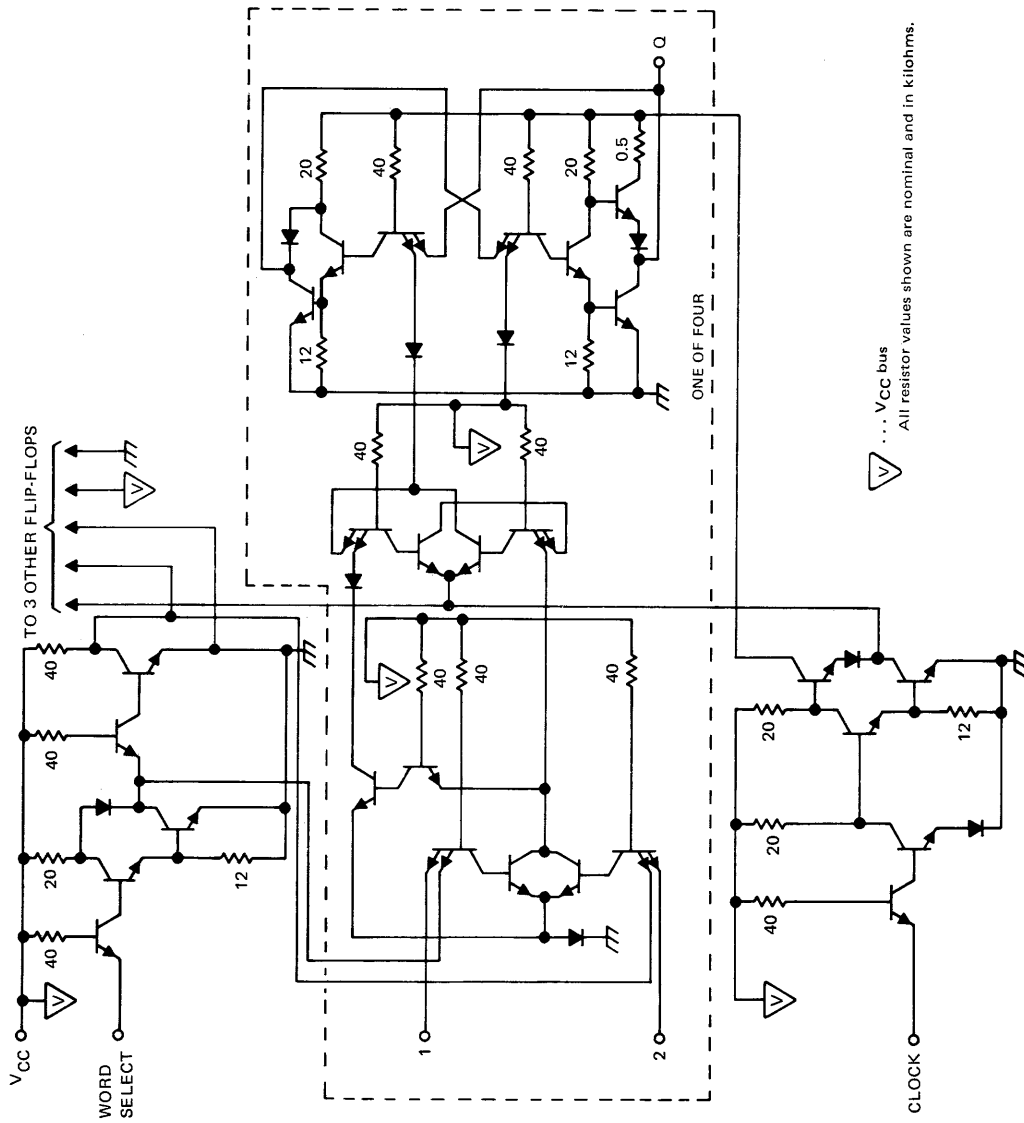 TO 3 OTHER FLIP-FLOPS
VCC
V
40
20
40
40
12
WORD
SELECT
V
V
40
40
40
40
V
40
20
40
12
40
20
0.5
12
Q
1
2
ONE OF FOUR
V
40
20
20
12
CLOCK
V ... VCC bus
All resistor values shown are nominal and in kilohms.